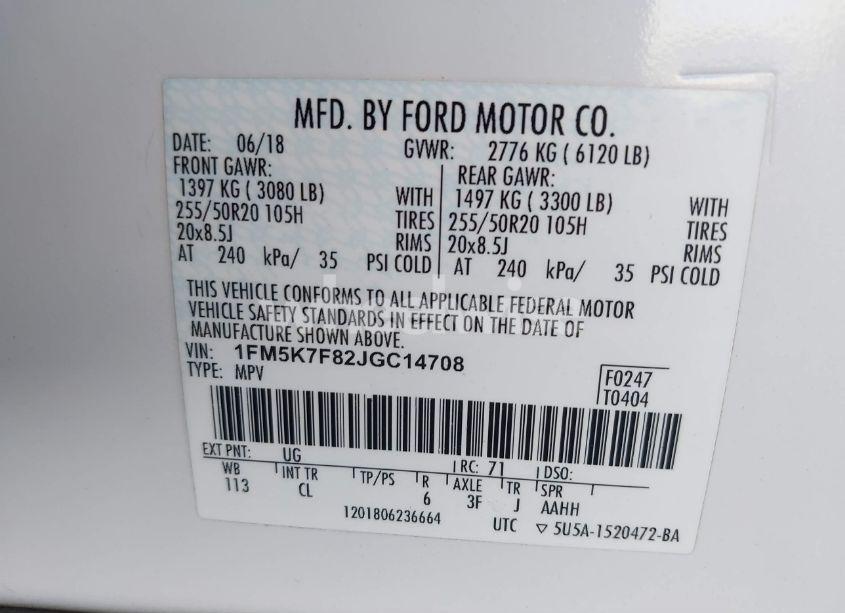 MFD. BY FORD MOTOR CO.
DATE: 06/18 GVWR: 2776 KG ( 6120 LB)
FRONT GAWR: REAR GAWR:
1397 KG ( 3080 LB) WITH 1497 KG ( 3300 LB) WITH
255/50R20 105H TIRES 255/50R20 105H TIRES
20x8.5J RIMS 20x8.5J RIMS
AT 240 kPa/ 35 PSI COLD AT 240 kPa/ 35 PSI COLD
THIS VEHICLE CONFORMS TO ALL APPLICABLE FEDERAL MOTOR
VEHICLE SAFETY STANDARDS IN EFFECT ON THE DATE OF
MANUFACTURE SHOWN ABOVE.
VIN: 1FM5K7F82JGC14708
TYPE: MPV F0247
T0404
EXT PNT: UG RC: 71 DSO:
WB INT TR TP/PS R AXLE TR SPR
113 CL 6 3F J AAHH
1201806236664 UTC ▽ 5U5A-1520472-BA